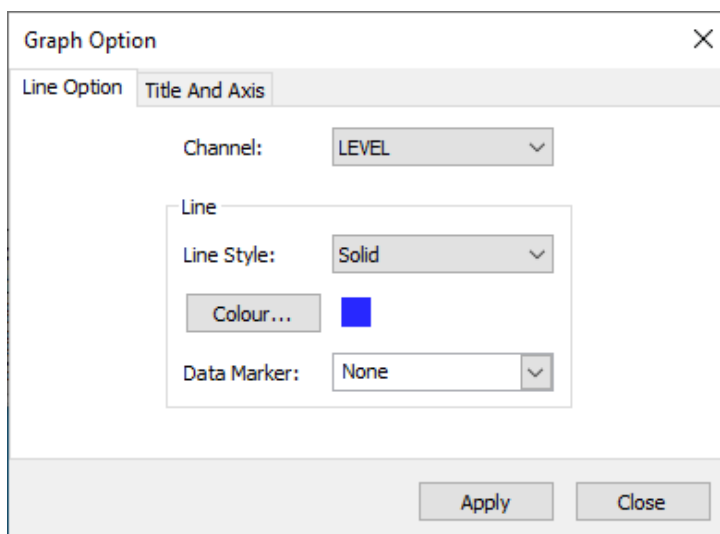 Graph Option
Line Option Title And Axis
Channel: LEVEL
Line
Line Style: Solid
Colour...
Data Marker: None
Apply Close